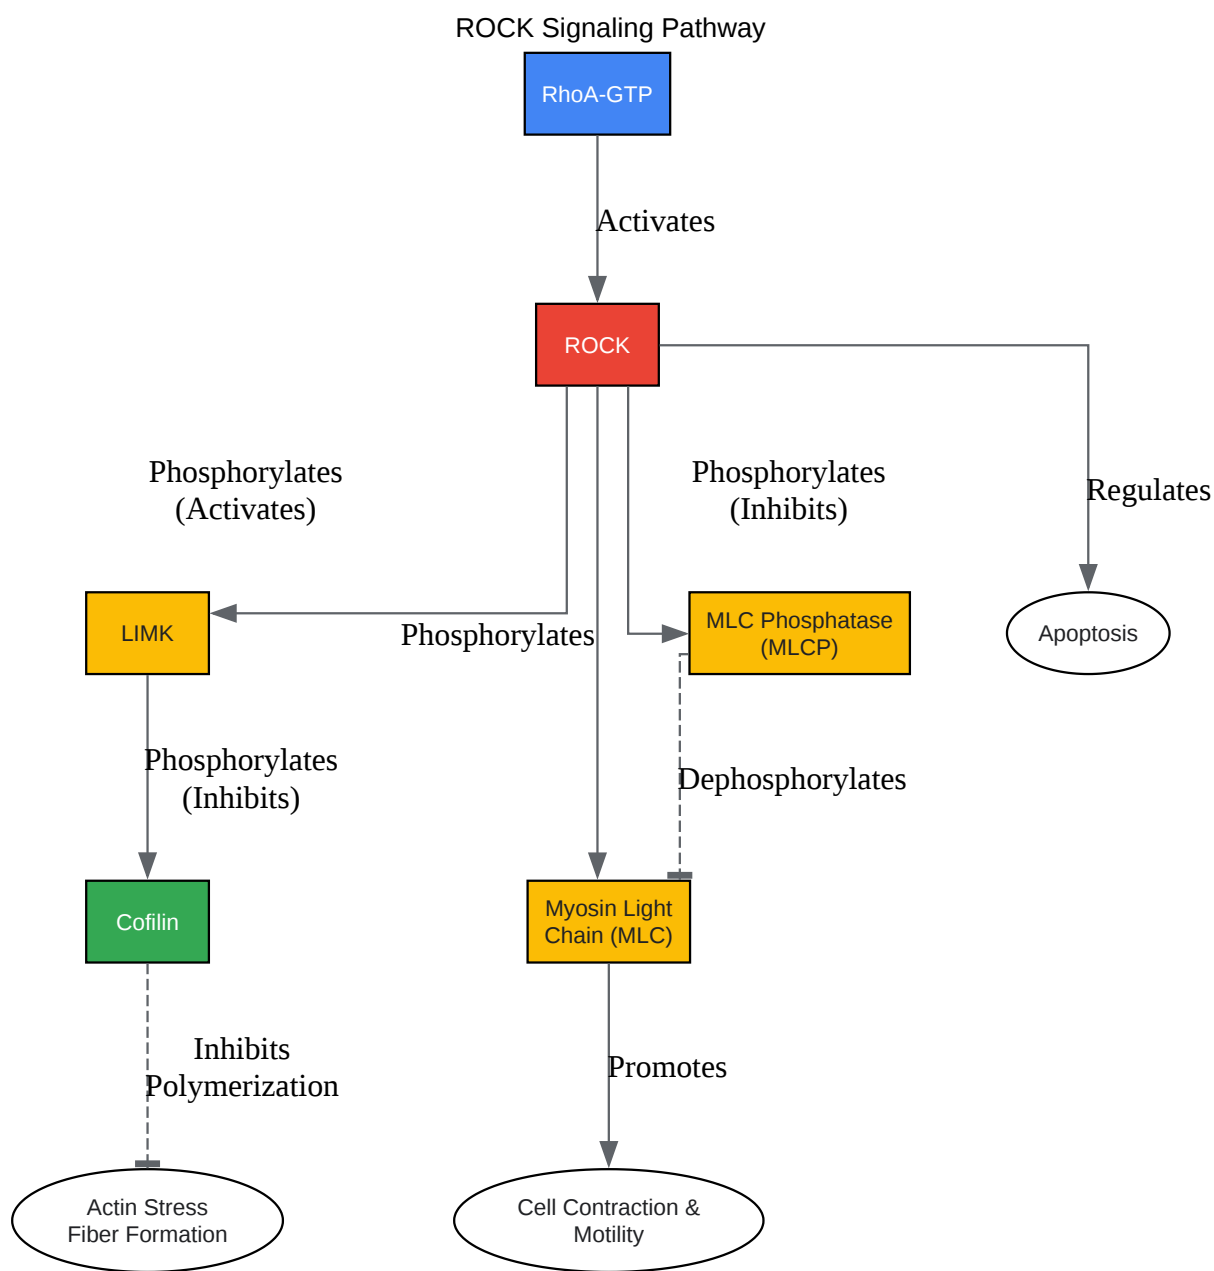 ROCK Signaling Pathway
RhoA-GTP
Activates
ROCK
Phosphorylates
(Activates)
Phosphorylates
(Inhibits)
Regulates
LIMK
Phosphorylates
MLC Phosphatase
(MLCP)
Apoptosis
Phosphorylates
(Inhibits)
Dephosphorylates
Cofilin
Myosin Light
Chain (MLC)
Inhibits
Polymerization
Promotes
Actin Stress
Fiber Formation
Cell Contraction &
Motility